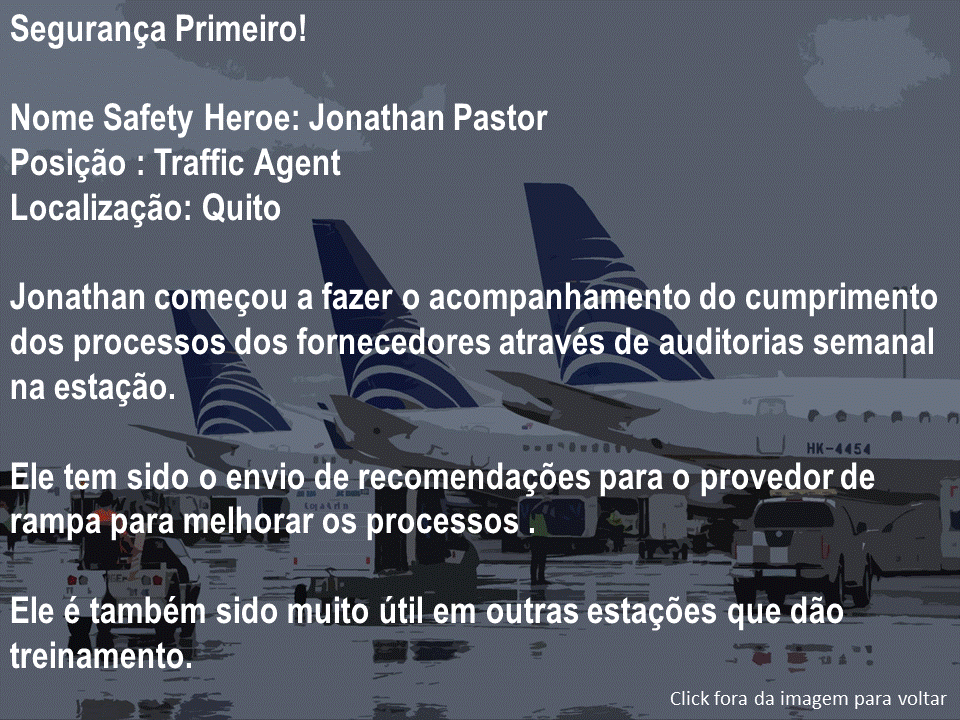 Segurança Primeiro!
Nome Safety Heroe: Jonathan Pastor
Posição : Traffic Agent
Localização: Quito
Jonathan começou a fazer o acompanhamento do cumprimento
dos processos dos fornecedores através de auditorias semanal
na estação.
HK-4454
Ele tem sido o envio de recomendações para o provedor de
rampa para melhorar os processos .
Ele é também sido muito útil em outras estações que dão
treinamento.
Click fora da imagem para voltar